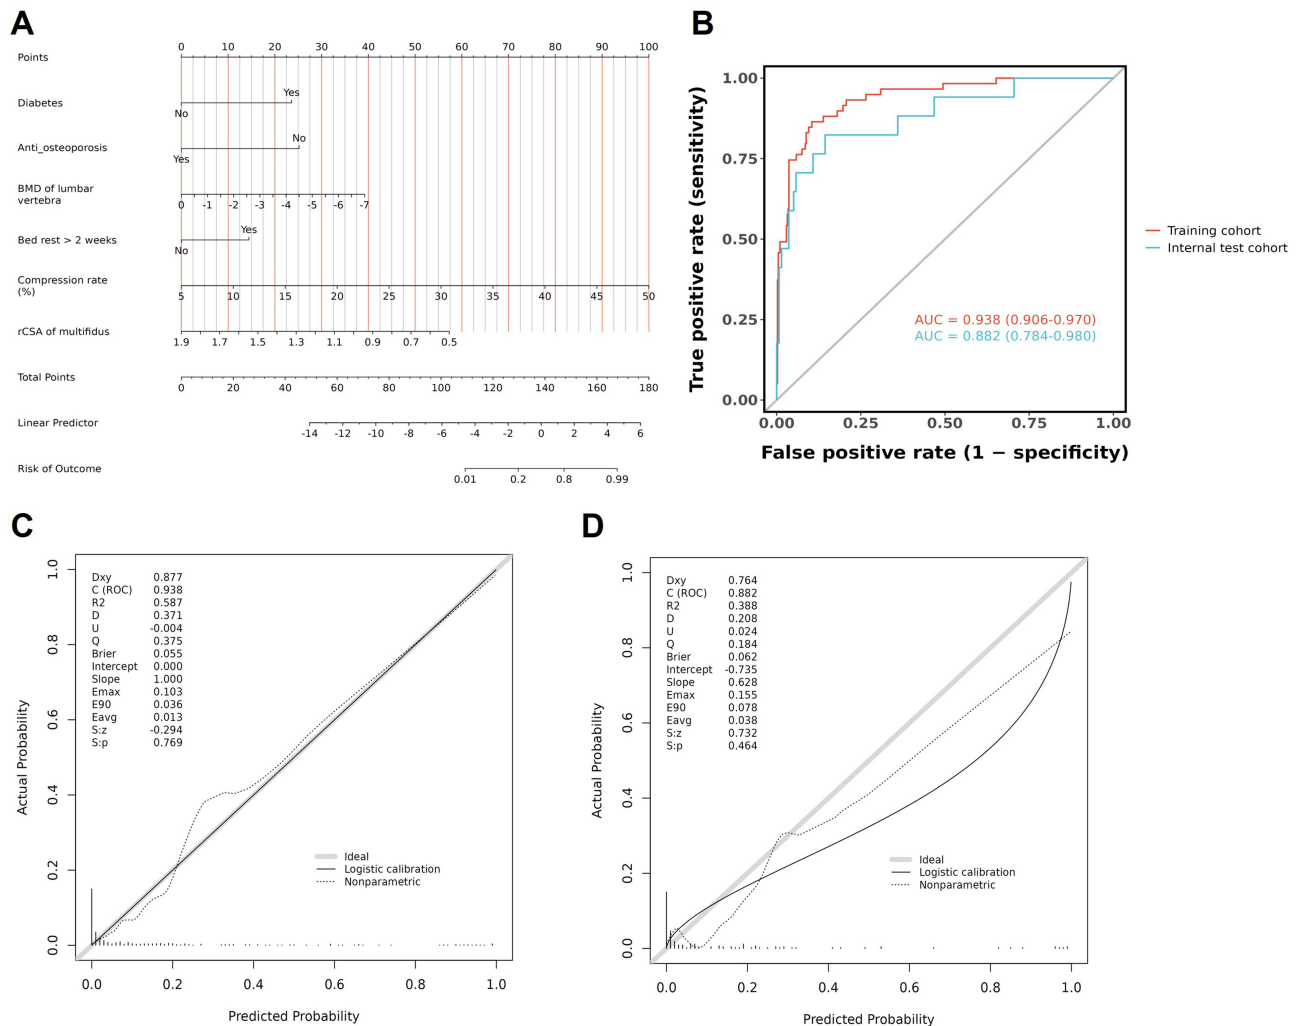 A
Points
0 10 20 30 40 50 60 70 80 90 100
Diabetes
Yes
No
Anti_osteoporosis
No
Yes
BMD of lumbar
vertebra
0 -1 -2 -3 -4 -5 -6 -7
Bed rest > 2 weeks
Yes
No
Compression rate
(%)
5 10 15 20 25 30 35 40 45 50
rCSA of multifidus
1.9 1.7 1.5 1.3 1.1 0.9 0.7 0.5
Total Points
0 20 40 60 80 100 120 140 160 180
Linear Predictor
-14 -12 -10 -8 -6 -4 -2 0 2 4 6
Risk of Outcome
0.01 0.2 0.8 0.99
B
True positive rate (sensitivity)
1.00
0.75
0.50
0.25
0.00
AUC = 0.938 (0.906-0.970)
AUC = 0.882 (0.784-0.980)
0.00 0.25 0.50 0.75 1.00
False positive rate (1 − specificity)
Training cohort
Internal test cohort
C
Actual Probability
1.0
0.8
0.6
0.4
0.2
0.0
Dxy 0.877
C (ROC) 0.938
R2 0.587
D 0.371
U -0.004
Q 0.375
Brier 0.055
Intercept 0.000
Slope 1.000
Emax 0.103
E90 0.036
Eavg 0.013
S:z -0.294
S:p 0.769
Ideal
Logistic calibration
Nonparametric
0.0 0.2 0.4 0.6 0.8 1.0
Predicted Probability
D
Actual Probability
1.0
0.8
0.6
0.4
0.2
0.0
Dxy 0.764
C (ROC) 0.882
R2 0.388
D 0.208
U 0.024
Q 0.184
Brier 0.062
Intercept -0.735
Slope 0.628
Emax 0.155
E90 0.078
Eavg 0.038
S:z 0.732
S:p 0.464
Ideal
Logistic calibration
Nonparametric
0.0 0.2 0.4 0.6 0.8 1.0
Predicted Probability